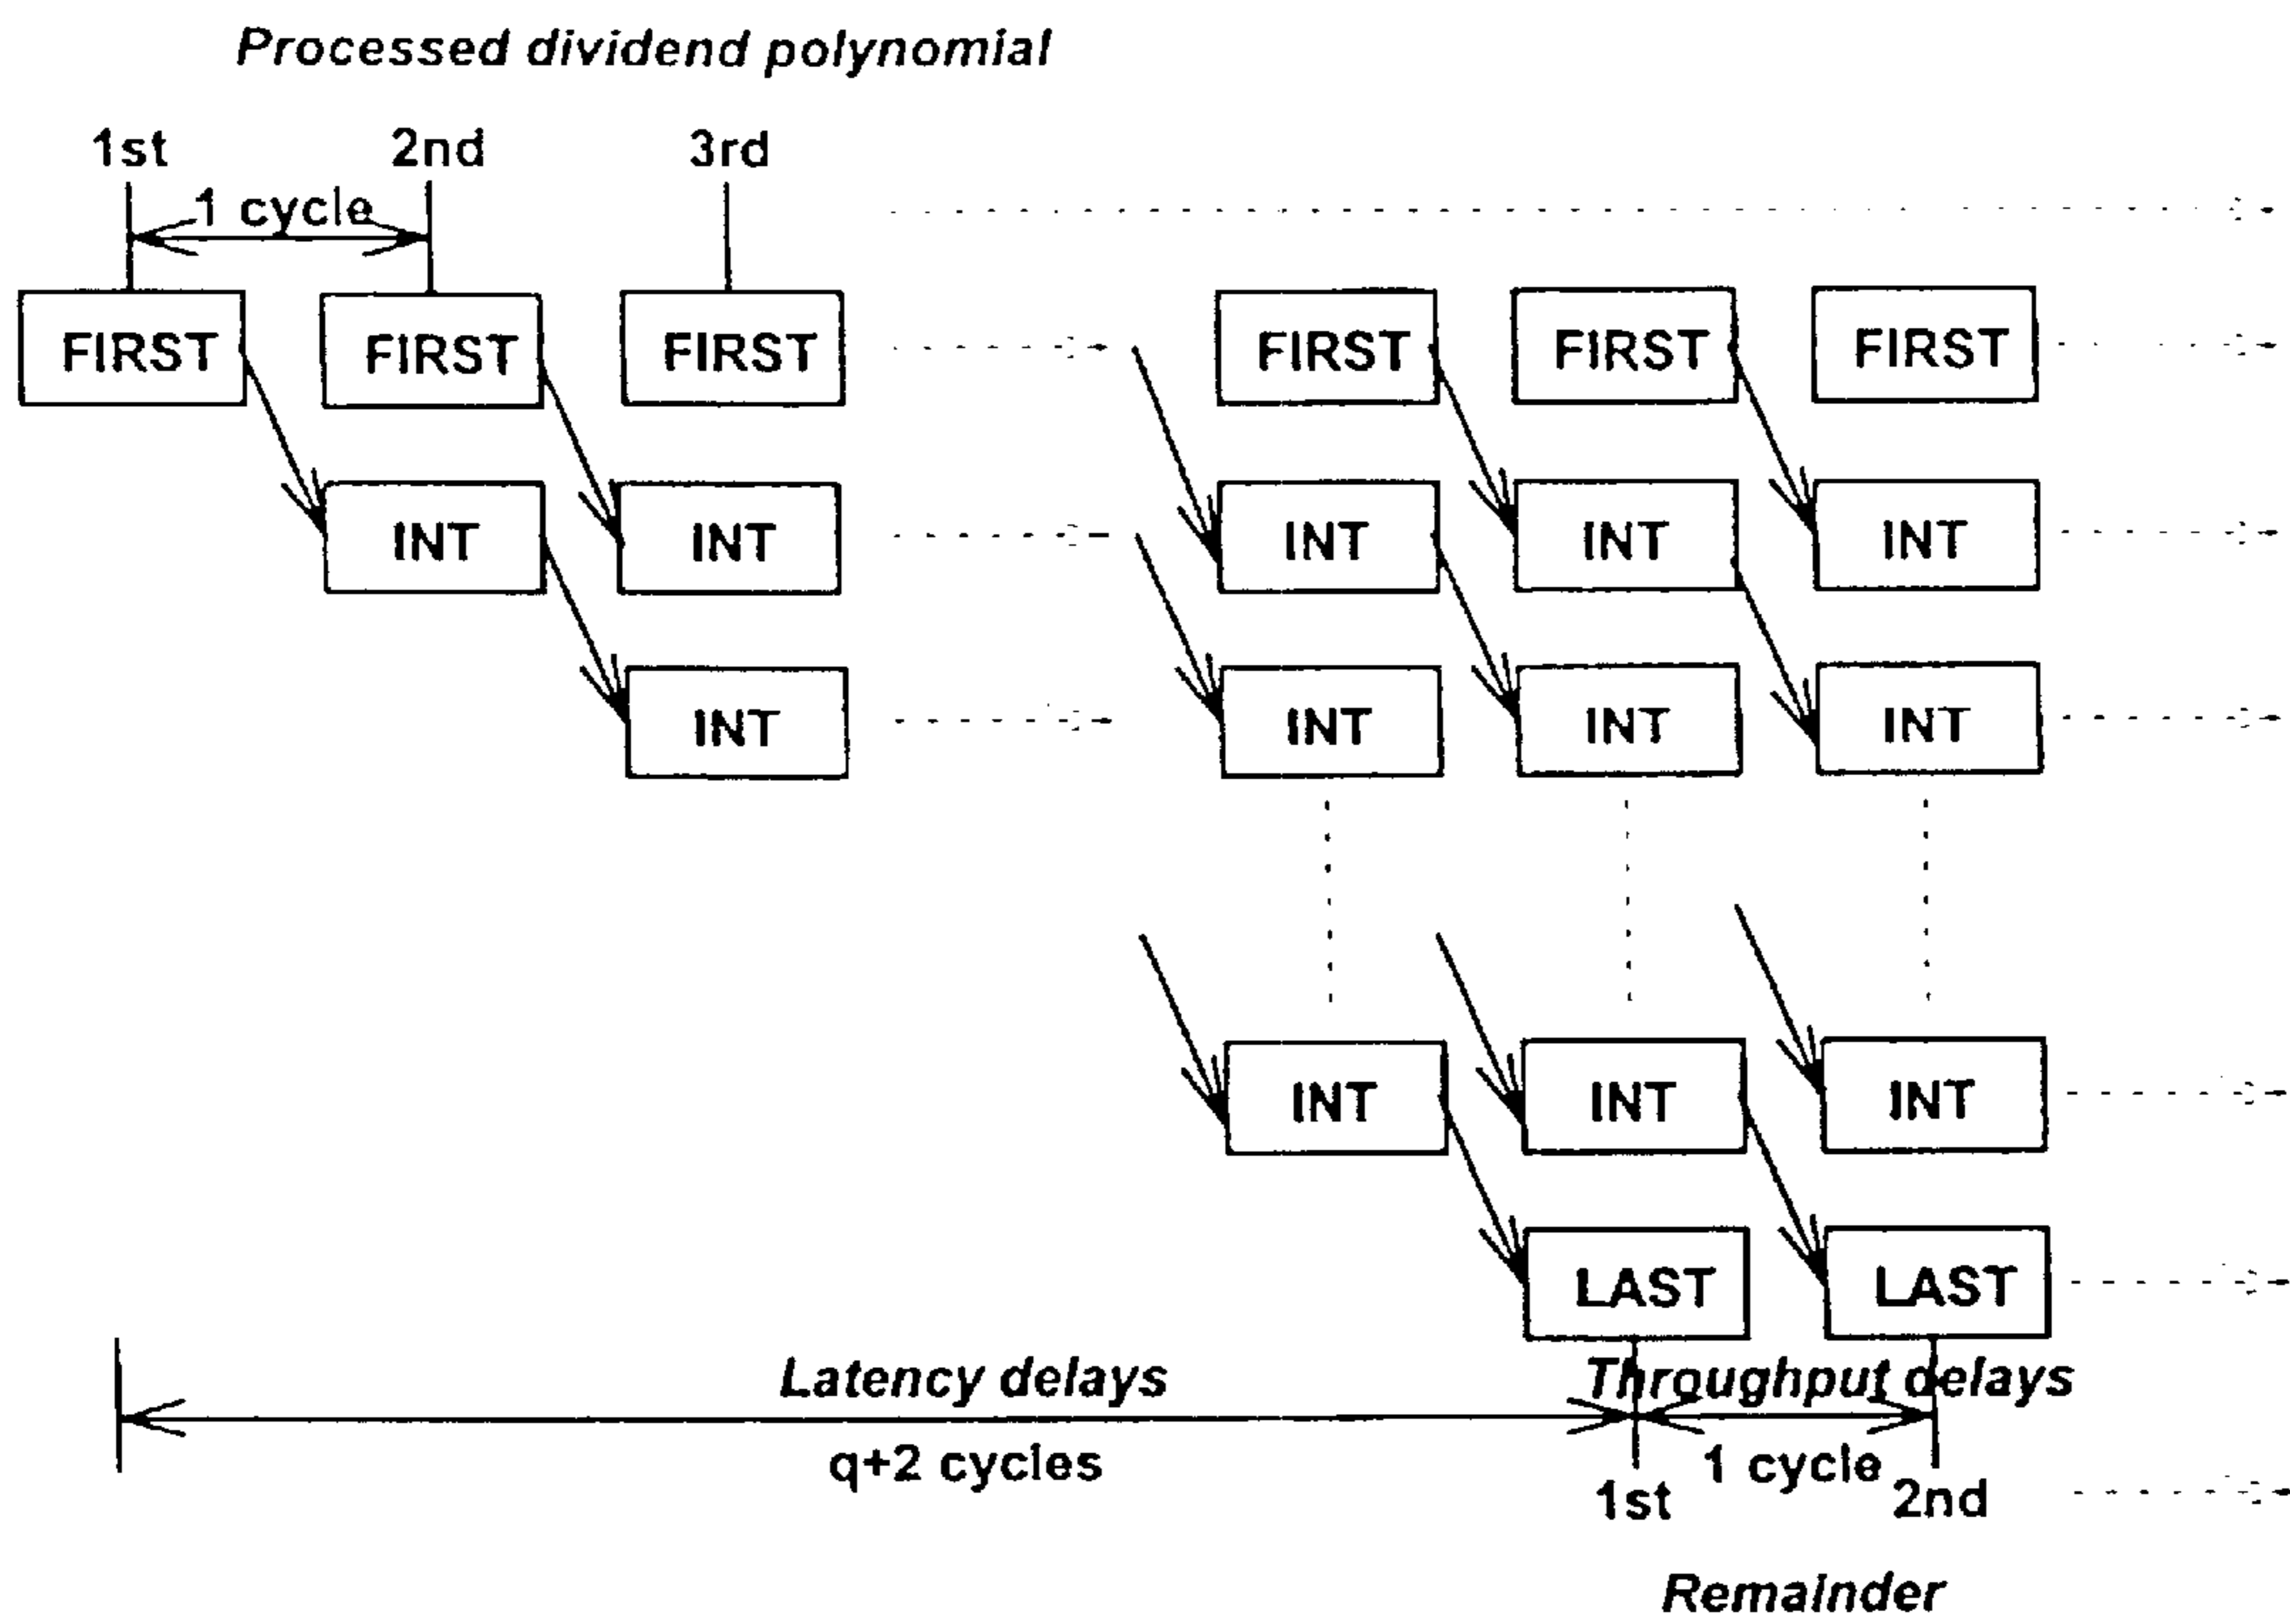 Processed dividend polynomial
1st 2nd 3rd
1 cycle
FIRST FIRST FIRST FIRST FIRST FIRST
INT INT INT INT INT
INT INT INT INT
INT INT INT
LAST LAST
Latency delays Throughput delays
q+2 cycles 1 cycle
1st 2nd
Remainder